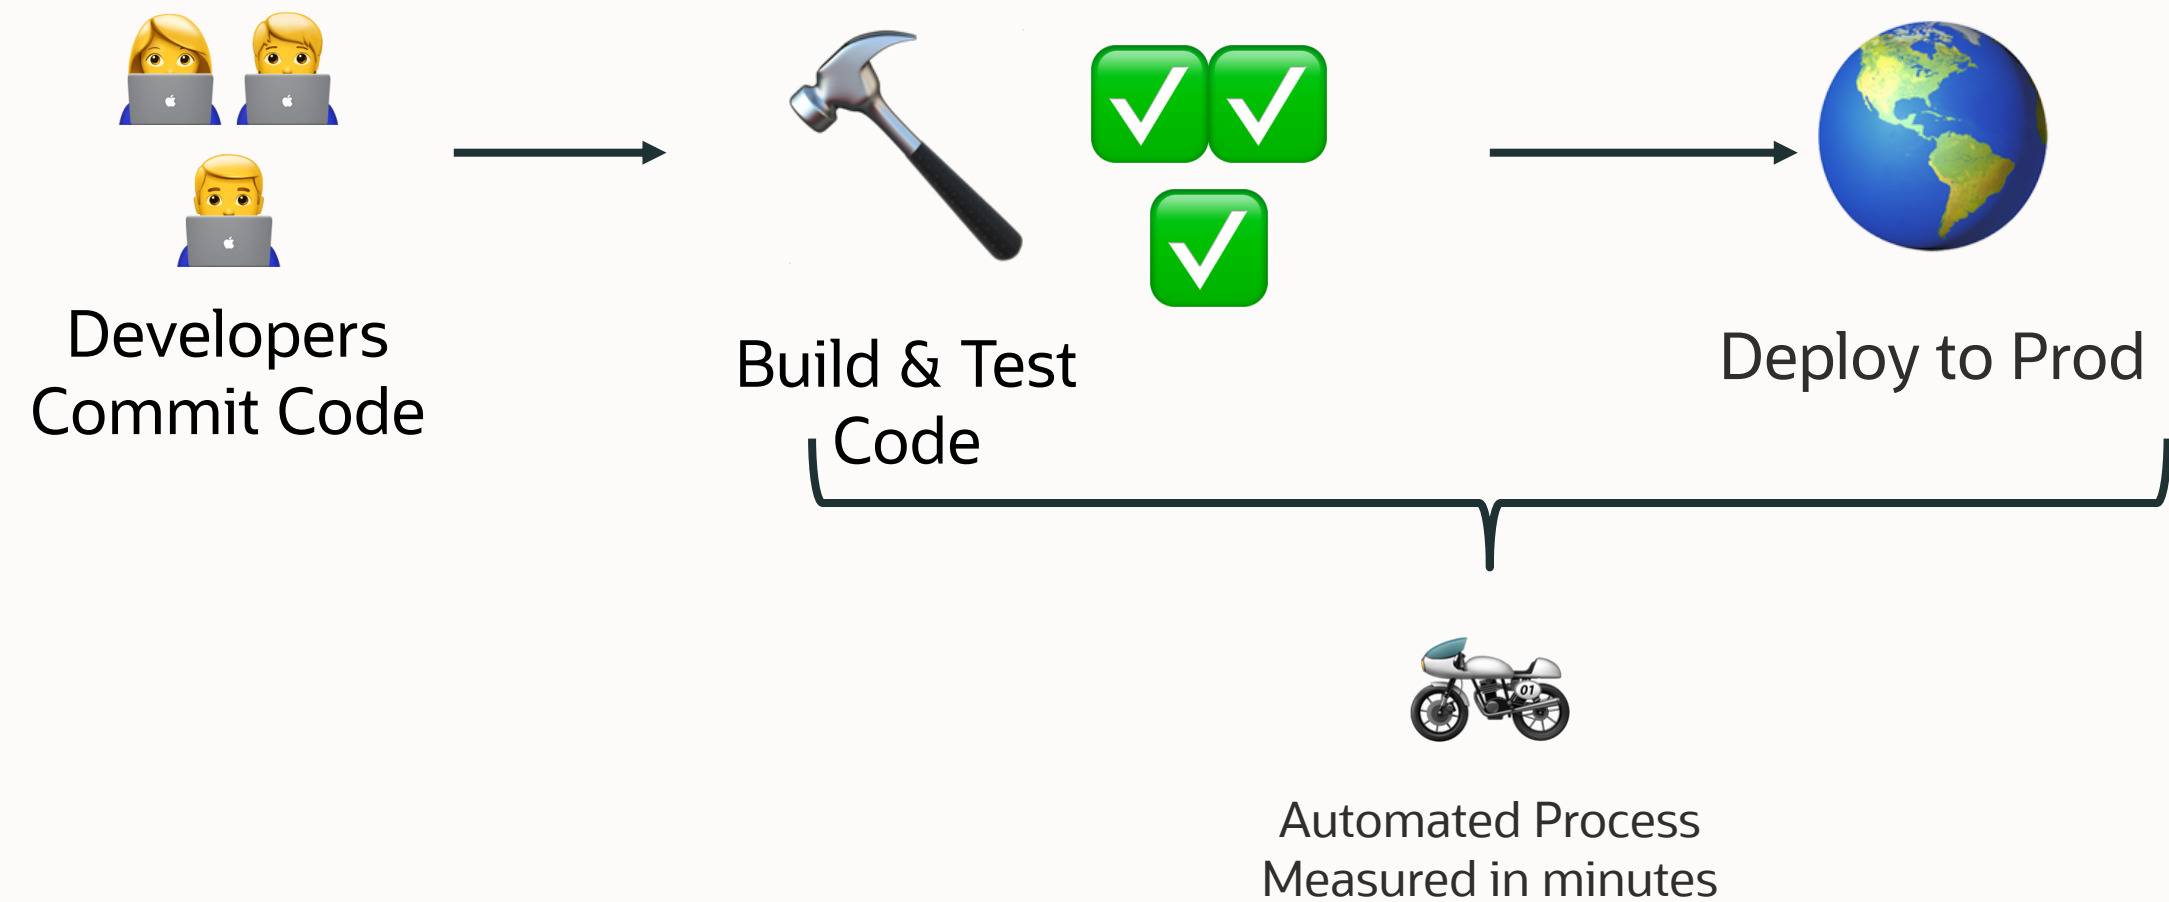 Developers
Commit Code
Build & Test
Code
Deploy to Prod
01
Automated Process
Measured in minutes